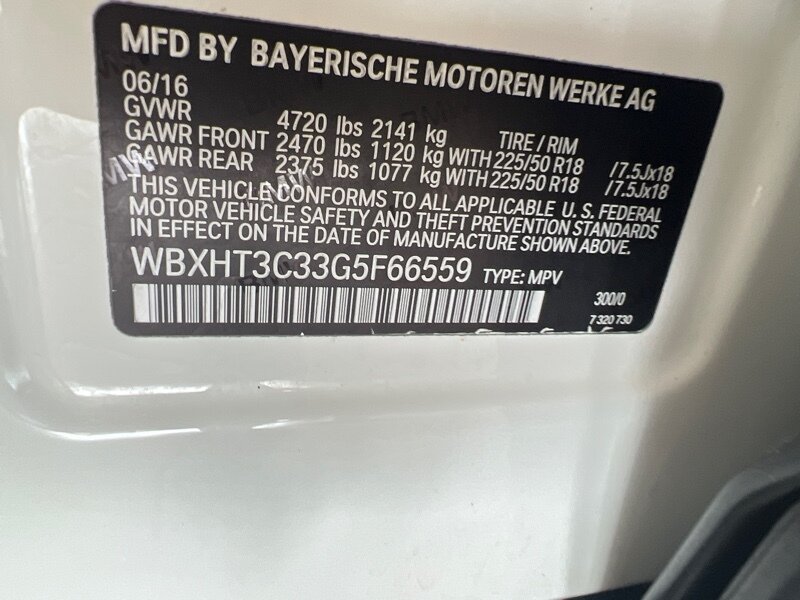 MFD BY BAYERISCHE MOTOREN WERKE AG
06/16
GVWR 4720 lbs 2141 kg TIRE / RIM
GAWR FRONT 2470 lbs 1120 kg WITH 225/50 R18 /7.5Jx18
GAWR REAR 2375 lbs 1077 kg WITH 225/50 R18 /7.5Jx18
THIS VEHICLE CONFORMS TO ALL APPLICABLE U. S. FEDERAL
MOTOR VEHICLE SAFETY AND THEFT PREVENTION STANDARDS
IN EFFECT ON THE DATE OF MANUFACTURE SHOWN ABOVE.
WBXHT3C33G5F66559 TYPE: MPV
300/0
7 320 730